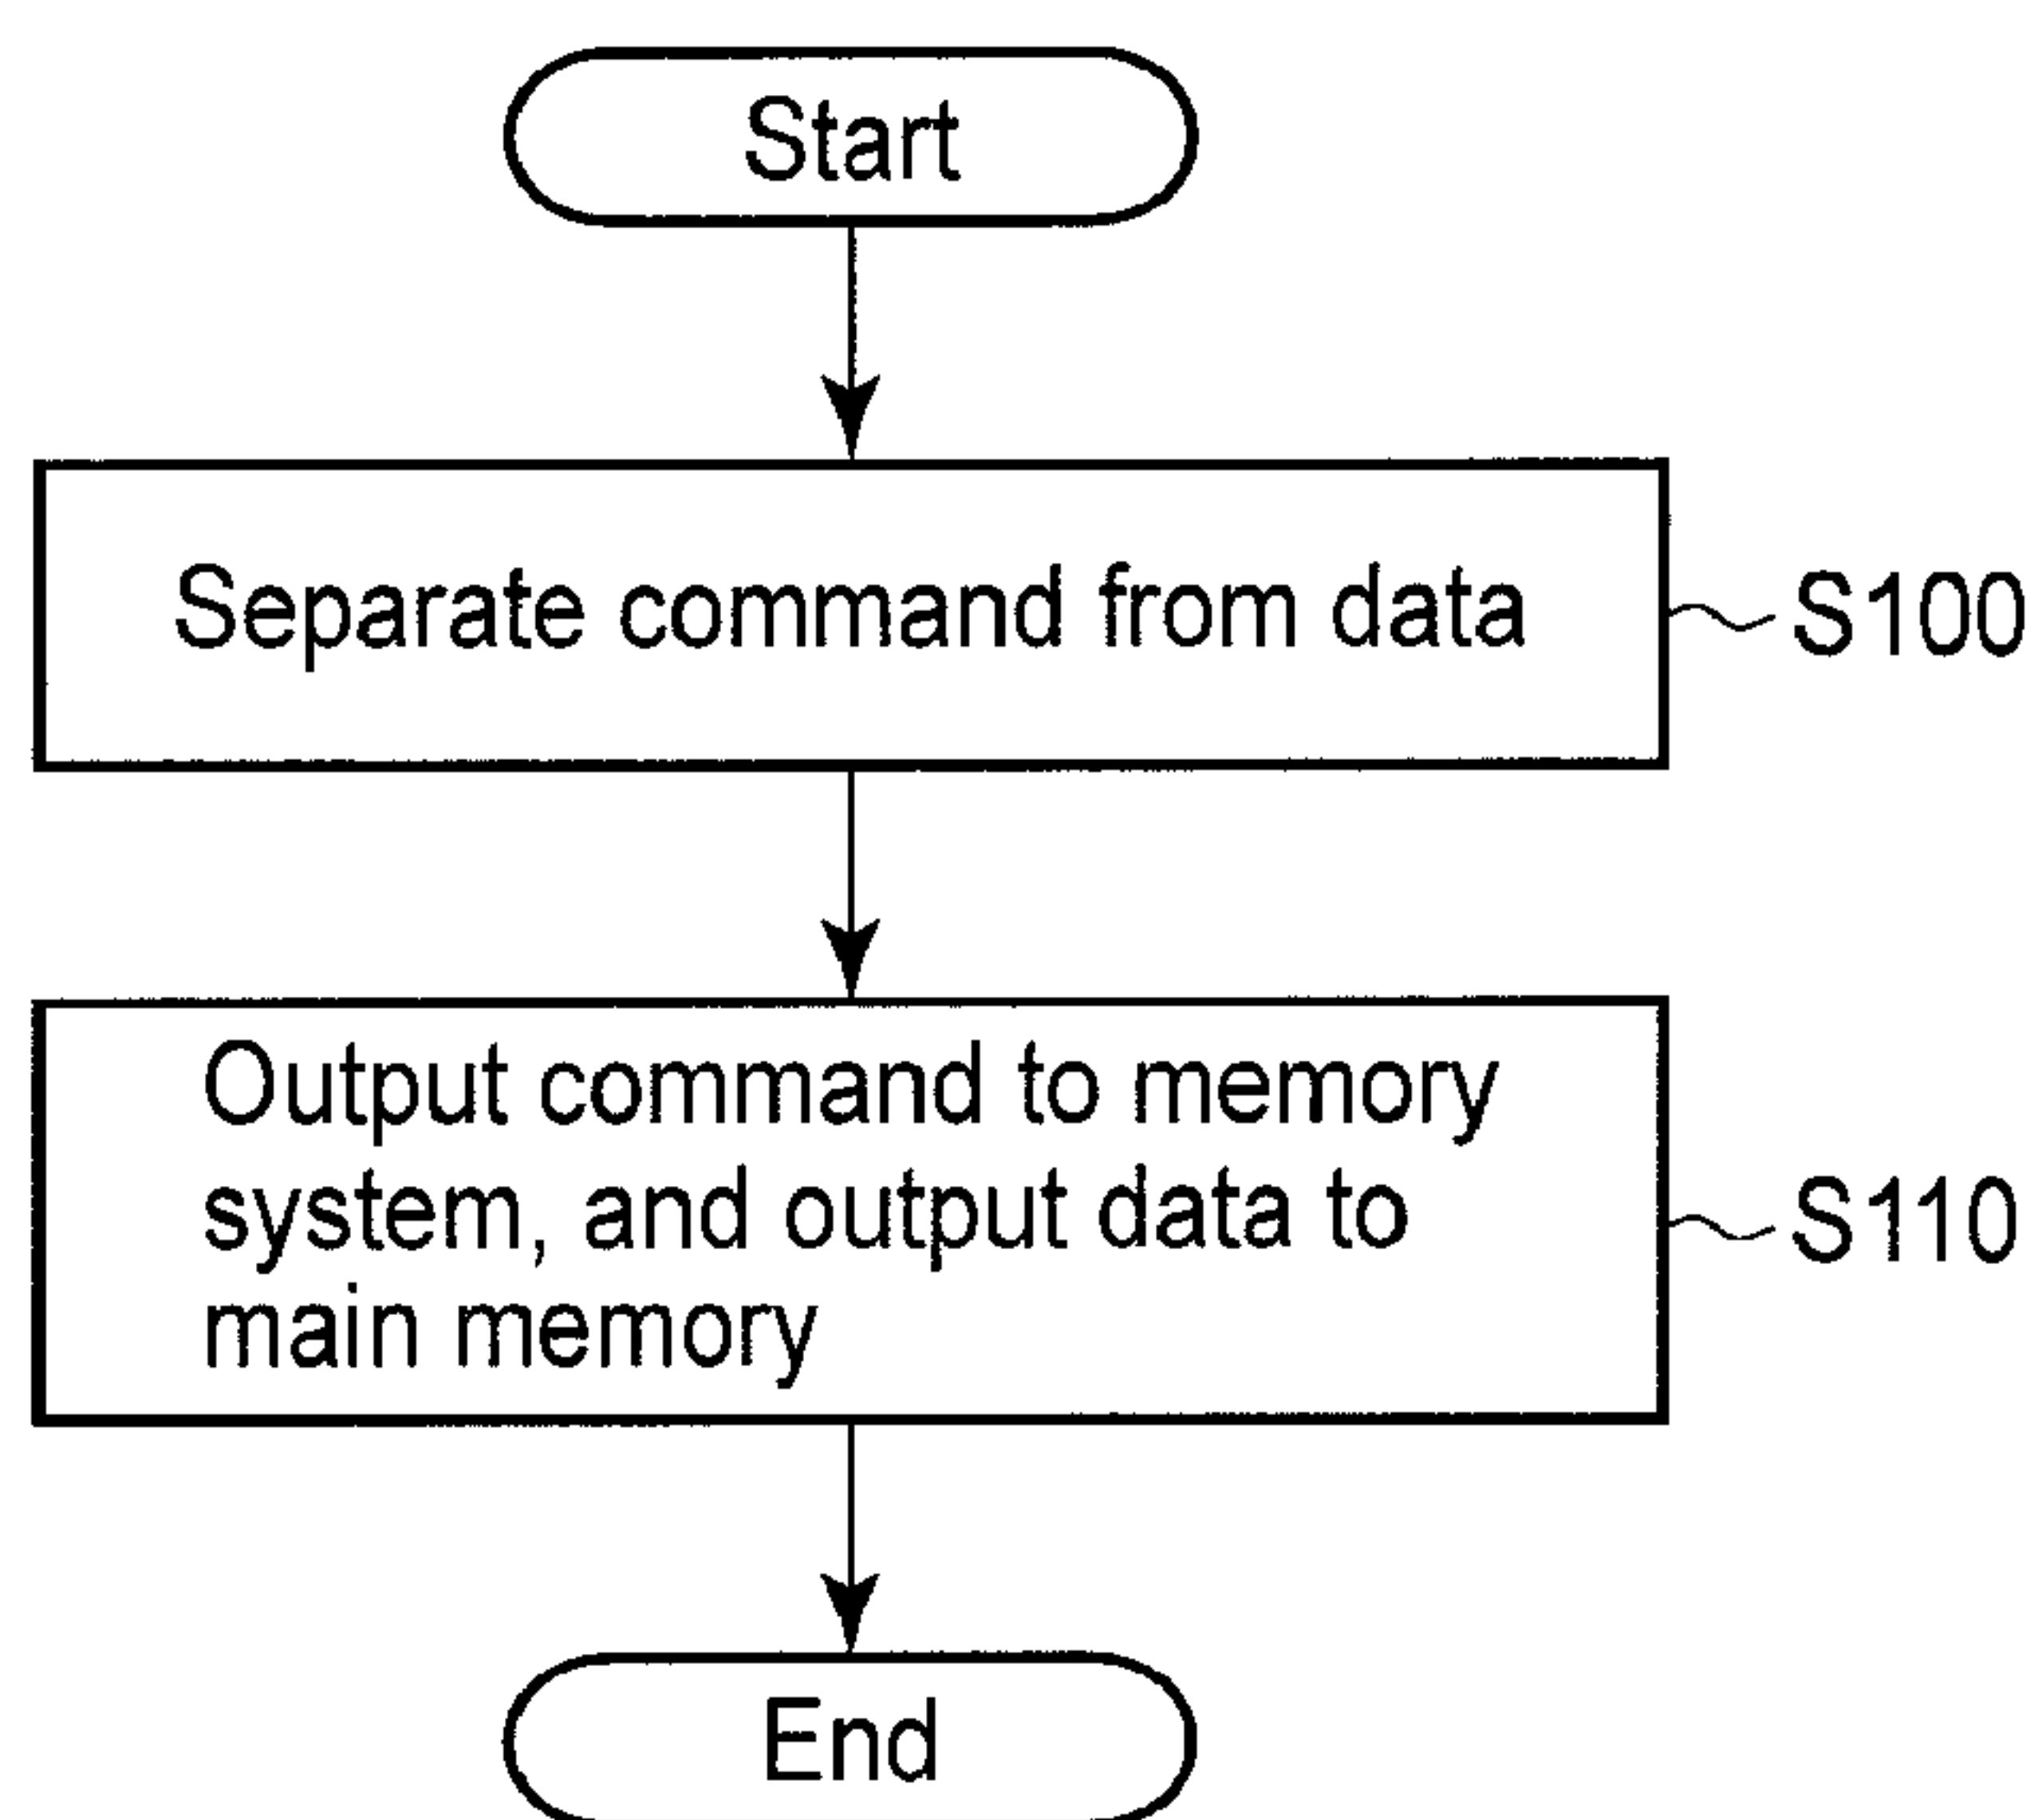 Start
Separate command from data
S100
Output command to memory
system, and output data to
main memory
S110
End